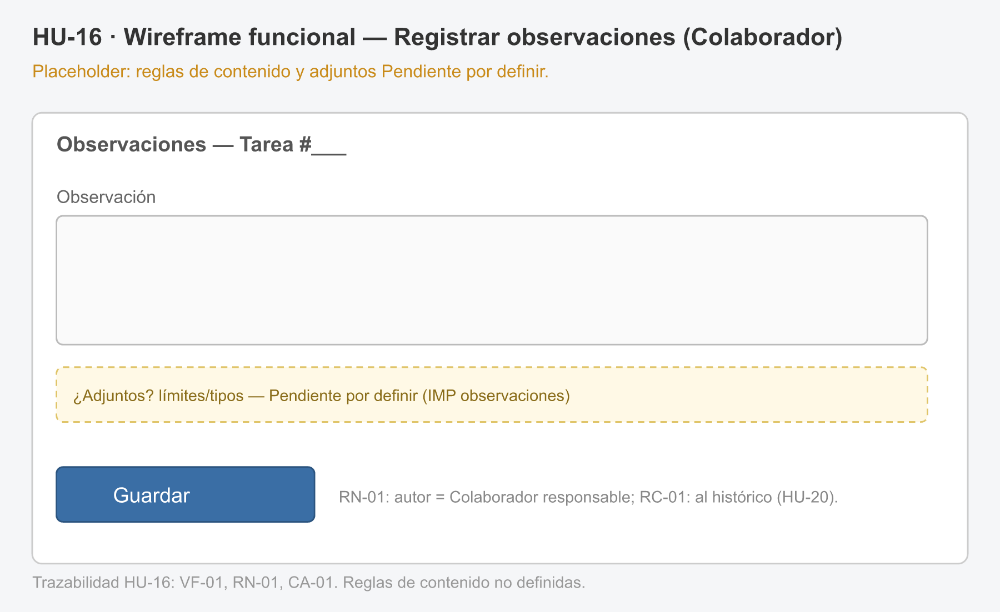 HU-16 · Wireframe funcional — Registrar observaciones (Colaborador)
Placeholder: reglas de contenido y adjuntos Pendiente por definir.
Observaciones — Tarea #___
Observación
¿Adjuntos? límites/tipos — Pendiente por definir (IMP observaciones)
Guardar
RN-01: autor = Colaborador responsable; RC-01: al histórico (HU-20).
Trazabilidad HU-16: VF-01, RN-01, CA-01. Reglas de contenido no definidas.